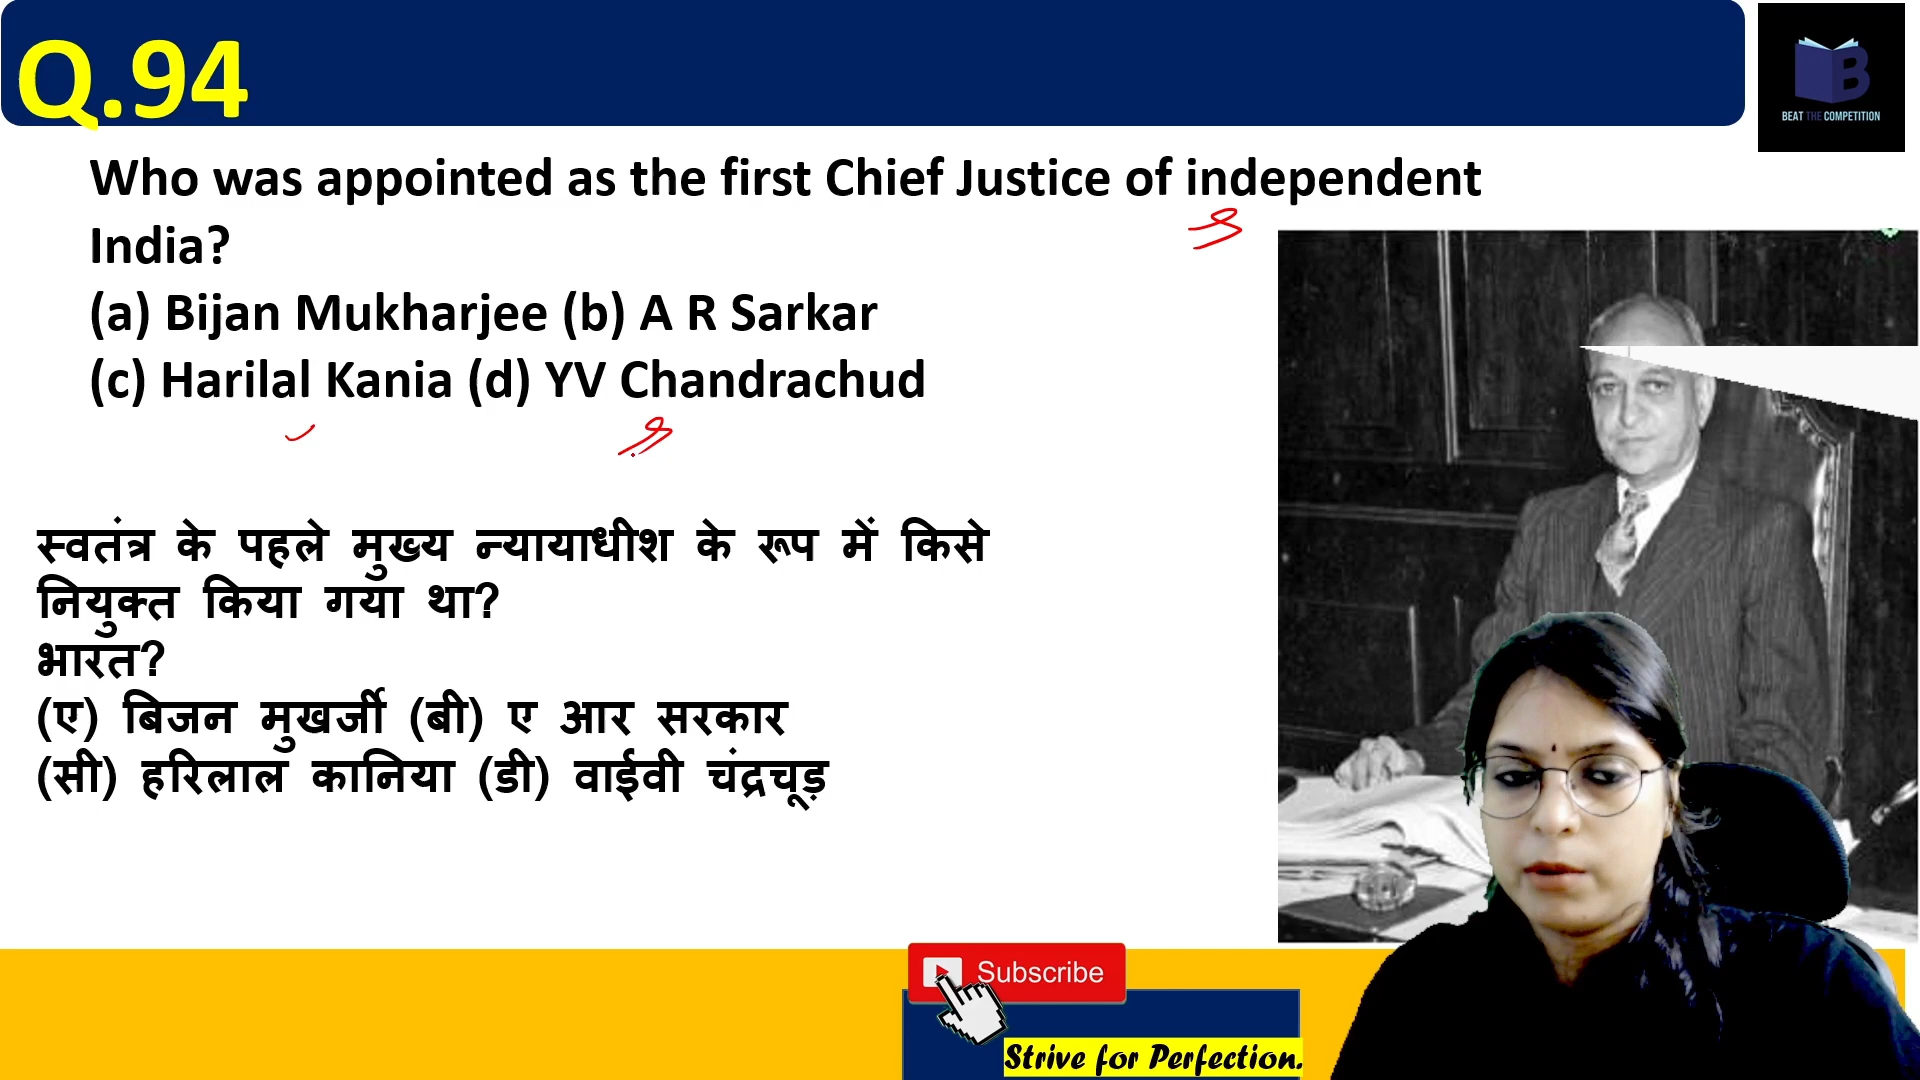 Q.94
BEAT THE COMPETITION
Who was appointed as the first Chief Justice of independent
India?
(a) Bijan Mukharjee (b) A R Sarkar
(c) Harilal Kania (d) YV Chandrachud
स्वतंत्र के पहले मुख्य न्यायाधीश के रूप में किसे
नियुक्त किया गया था?
भारत?
(ए) बिजन मुखर्जी (बी) ए आर सरकार
(सी) हरिलाल कानिया (डी) वाईवी चंद्रचूड़
Subscribe
Strive for Perfection.